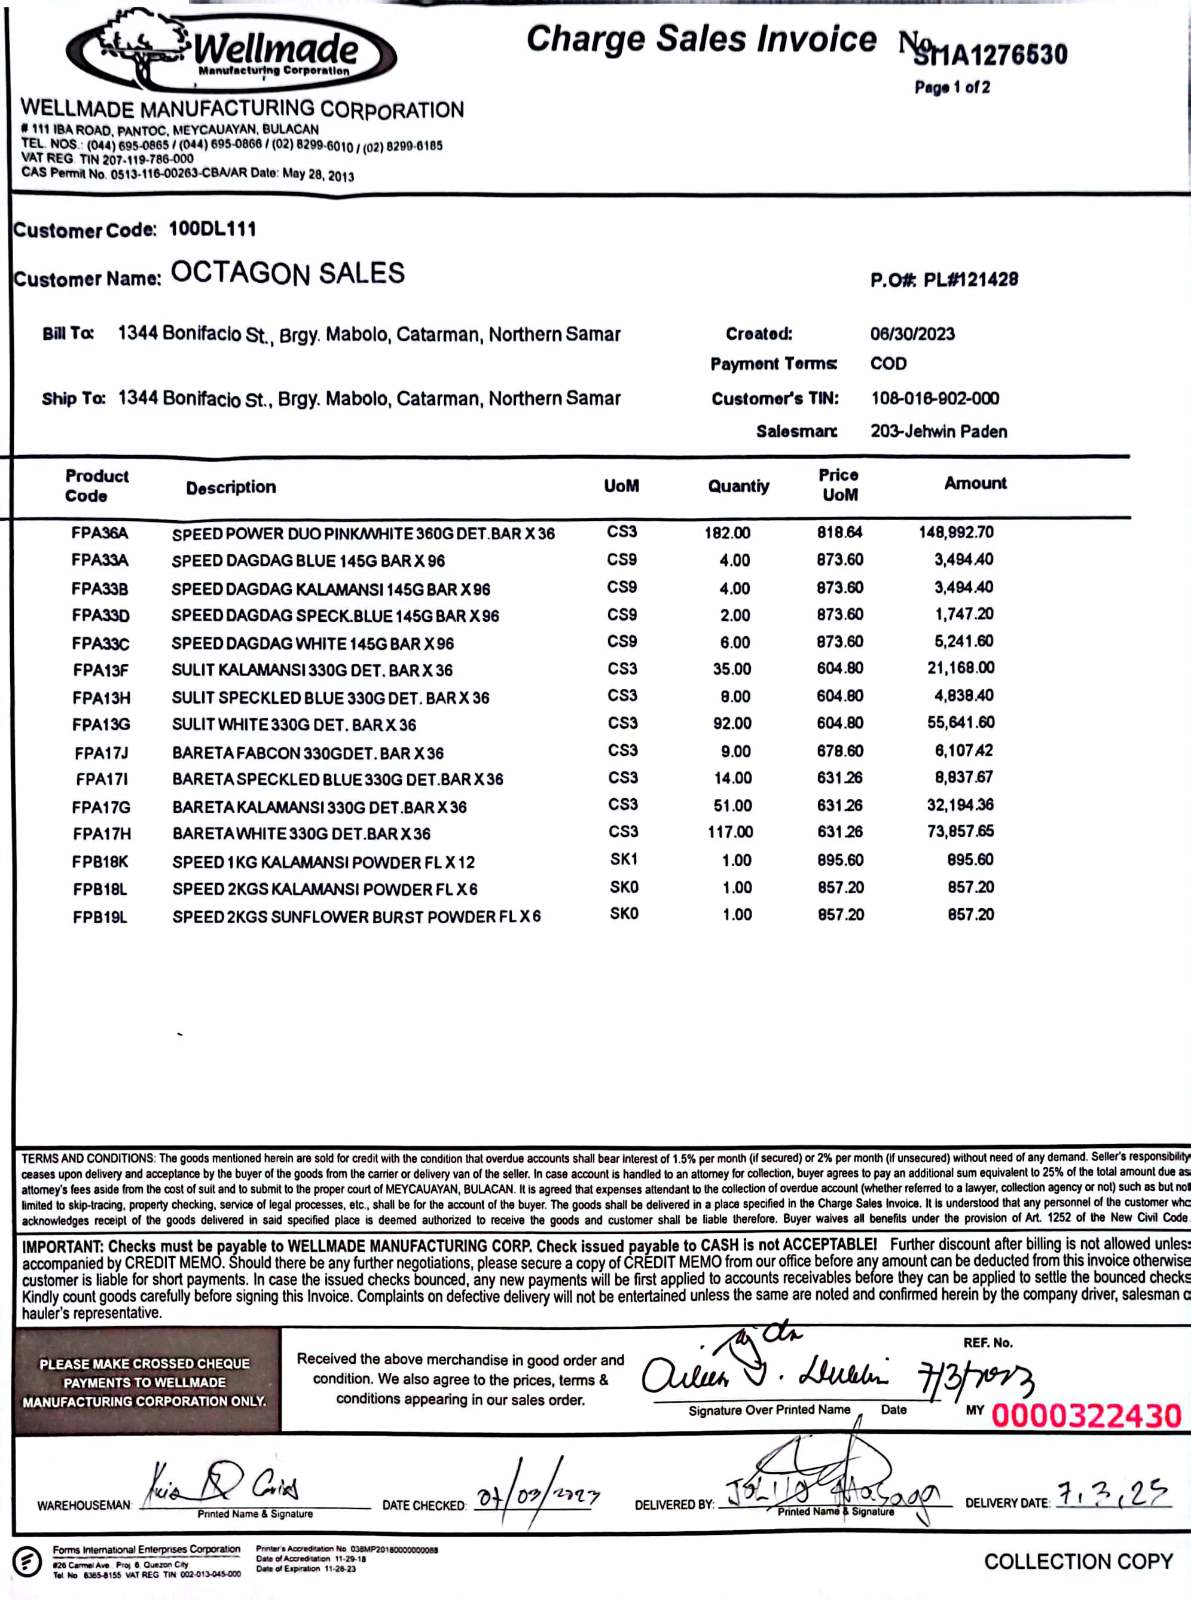 Wellmade
Manufacturing Corporation
Charge Sales Invoice No. SMA1276530
Page 1 of 2
WELLMADE MANUFACTURING CORPORATION
# 111 IBA ROAD, PANTOC, MEYCAUAYAN, BULACAN
TEL. NOS.: (044) 695-0865 / (044) 695-0866 / (02) 8299-6010 / (02) 8299-6185
VAT REG TIN 207-119-786-000
CAS Permit No. 0513-116-00263-CBA/AR Date: May 28, 2013
Customer Code: 100DL111
Customer Name: OCTAGON SALES
P.O#: PL#121428
Bill To: 1344 Bonifacio St., Brgy. Mabolo, Catarman, Northern Samar
Created: 06/30/2023
Payment Terms: COD
Ship To: 1344 Bonifacio St., Brgy. Mabolo, Catarman, Northern Samar
Customer's TIN: 108-016-902-000
Salesman: 203-Jehwin Paden
Product Code Description UoM Quantiy Price UoM Amount
FPA36A SPEED POWER DUO PINK/WHITE 360G DET.BAR X 36 CS3 182.00 818.64 148,992.70
FPA33A SPEED DAGDAG BLUE 145G BAR X 96 CS9 4.00 873.60 3,494.40
FPA33B SPEED DAGDAG KALAMANSI 145G BAR X 96 CS9 4.00 873.60 3,494.40
FPA33D SPEED DAGDAG SPECK.BLUE 145G BAR X 96 CS9 2.00 873.60 1,747.20
FPA33C SPEED DAGDAG WHITE 145G BAR X 96 CS9 6.00 873.60 5,241.60
FPA13F SULIT KALAMANSI 330G DET. BAR X 36 CS3 35.00 604.80 21,168.00
FPA13H SULIT SPECKLED BLUE 330G DET. BAR X 36 CS3 8.00 604.80 4,838.40
FPA13G SULIT WHITE 330G DET. BAR X 36 CS3 92.00 604.80 55,641.60
FPA17J BARETA FABCON 330GDET. BAR X 36 CS3 9.00 678.60 6,107.42
FPA17I BARETA SPECKLED BLUE 330G DET.BAR X 36 CS3 14.00 631.26 8,837.67
FPA17G BARETA KALAMANSI 330G DET.BAR X 36 CS3 51.00 631.26 32,194.36
FPA17H BARETA WHITE 330G DET.BAR X 36 CS3 117.00 631.26 73,857.65
FPB18K SPEED 1KG KALAMANSI POWDER FL X 12 SK1 1.00 895.60 895.60
FPB18L SPEED 2KGS KALAMANSI POWDER FL X 6 SK0 1.00 857.20 857.20
FPB19L SPEED 2KGS SUNFLOWER BURST POWDER FL X 6 SK0 1.00 857.20 857.20
TERMS AND CONDITIONS: The goods mentioned herein are sold for credit with the condition that overdue accounts shall bear interest of 1.5% per month (if secured) or 2% per month (if unsecured) without need of any demand. Seller's responsibility
ceases upon delivery and acceptance by the buyer of the goods from the carrier or delivery van of the seller. In case account is handled to an attorney for collection, buyer agrees to pay an additional sum equivalent to 25% of the total amount due as
attorney's fees aside from the cost of suit and to submit to the proper court of MEYCAUAYAN, BULACAN. It is agreed that expenses attendant to the collection of overdue account (whether referred to a lawyer, collection agency or not) such as but not
limited to skip-tracing, property checking, service of legal processes, etc., shall be for the account of the buyer. The goods shall be delivered in a place specified in the Charge Sales Invoice. It is understood that any personnel of the customer who
acknowledges receipt of the goods delivered in said specified place is deemed authorized to receive the goods and customer shall be liable therefore. Buyer waives all benefits under the provision of Art. 1252 of the New Civil Code.
IMPORTANT: Checks must be payable to WELLMADE MANUFACTURING CORP. Check issued payable to CASH is not ACCEPTABLE! Further discount after billing is not allowed unles
accompanied by CREDIT MEMO. Should there be any further negotiations, please secure a copy of CREDIT MEMO from our office before any amount can be deducted from this invoice otherwise
customer is liable for short payments. In case the issued checks bounced, any new payments will be first applied to accounts receivables before they can be applied to settle the bounced checks
Kindly count goods carefully before signing this Invoice. Complaints on defective delivery will not be entertained unless the same are noted and confirmed herein by the company driver, salesman o
hauler's representative.
PLEASE MAKE CROSSED CHEQUE
PAYMENTS TO WELLMADE
MANUFACTURING CORPORATION ONLY.
Received the above merchandise in good order and
condition. We also agree to the prices, terms &
conditions appearing in our sales order.
7/3/2023
Signature Over Printed Name Date
REF. No.
MY 0000322430
WAREHOUSEMAN:
Printed Name & Signature
DATE CHECKED: 07/03/2023
DELIVERED BY:
Printed Name & Signature
DELIVERY DATE: 7.3,25
Forms International Enterprises Corporation
#26 Carmel Ave. Proj 6. Quezon City
Tel. No 8365-8155 VAT REG TIN 002-013-045-000
Printer's Accreditation No 038MP20180000000088
Date of Accreditation 11-29-18
Date of Expiration 11-28-23
COLLECTION COPY